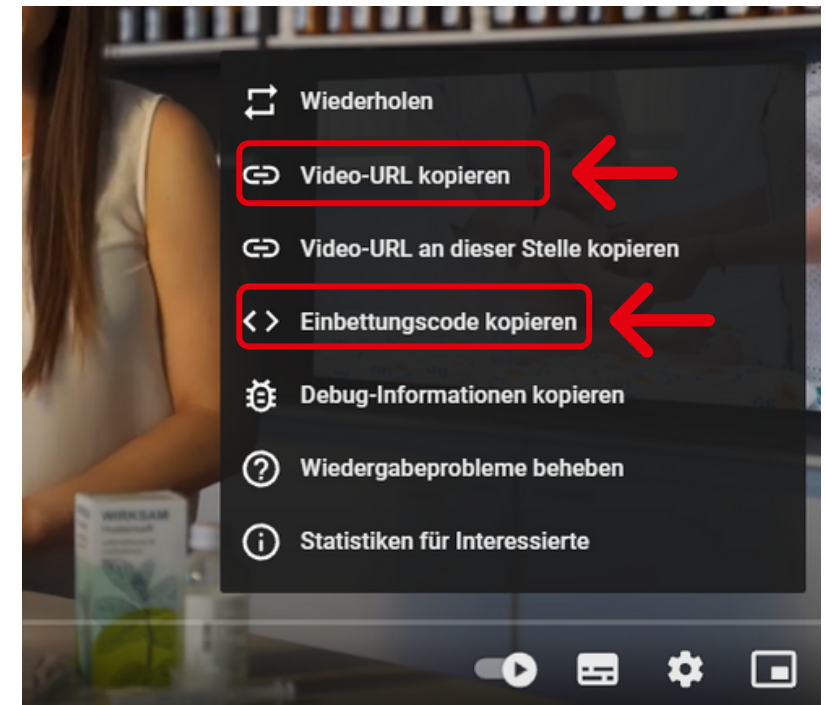 Wiederholen
Video-URL kopieren
Video-URL an dieser Stelle kopieren
Einbettungscode kopieren
Debug-Informationen kopieren
Wiedergabeprobleme beheben
Statistiken für Interessierte
WIRKSAM